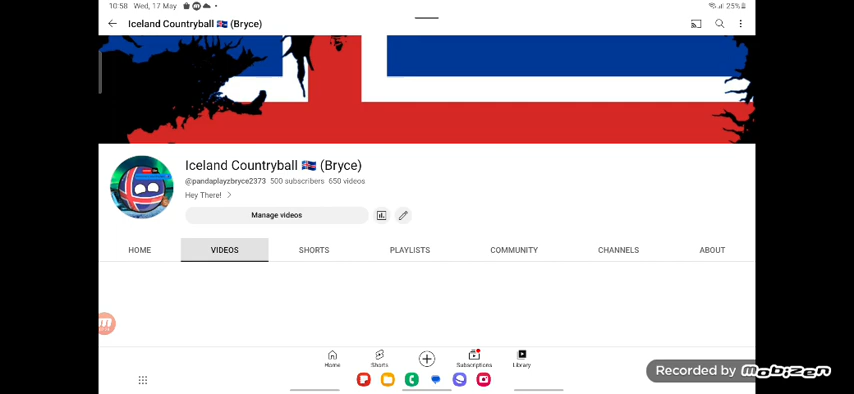 10:58 Wed, 17 May
25%
Iceland Countryball 🇮🇸 (Bryce)
Iceland Countryball 🇮🇸 (Bryce)
@pandaplayzbryce2373 500 subscribers 650 videos
Hey There!
Manage videos
HOME VIDEOS SHORTS PLAYLISTS COMMUNITY CHANNELS ABOUT
Home Shorts Subscriptions Library
Recorded by mobizen